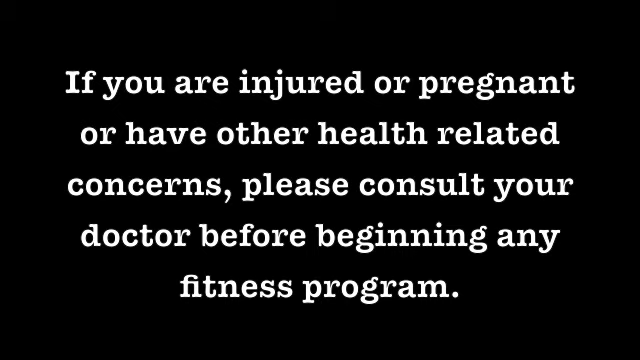 If you are injured or pregnant
or have other health related
concerns, please consult your
doctor before beginning any
fitness program.